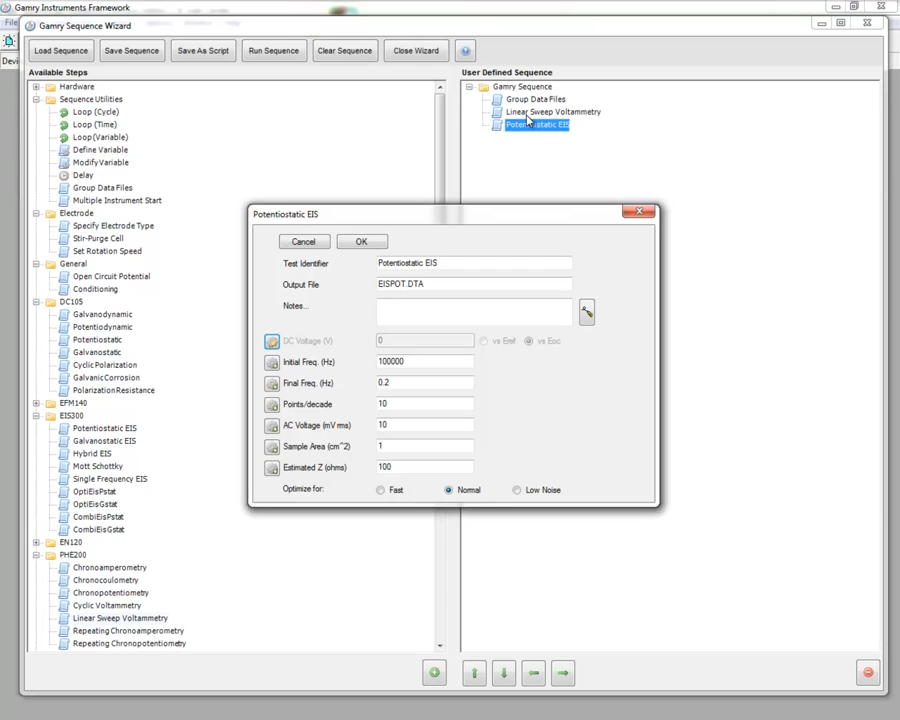 Gamry Instruments Framework
File
Gamry Sequence Wizard
Devi
Load Sequence
Save Sequence
Save As Script
Run Sequence
Clear Sequence
Close Wizard
Available Steps
Hardware
Sequence Utilities
Loop (Cycle)
Loop (Time)
Loop (Variable)
Define Variable
Modify Variable
Delay
Group Data Files
Multiple Instrument Start
Electrode
Specify Electrode Type
Stir-Purge Cell
Set Rotation Speed
General
Open Circuit Potential
Conditioning
DC105
Galvanodynamic
Potentiodynamic
Potentiostatic
Galvanostatic
Cyclic Polarization
Galvanic Corrosion
Polarization Resistance
EFM140
EIS300
Potentiostatic EIS
Galvanostatic EIS
Hybrid EIS
Mott Schottky
Single Frequency EIS
OptiEisPstat
OptiEisGstat
CombiEisPstat
CombiEisGstat
EN120
PHE200
Chronoamperometry
Chronocoulometry
Chronopotentiometry
Cyclic Voltammetry
Linear Sweep Voltammetry
Repeating Chronoamperometry
Repeating Chronopotentiometry
User Defined Sequence
Gamry Sequence
Group Data Files
Linear Sweep Voltammetry
Potentiostatic EIS
Potentiostatic EIS
Cancel
OK
Test Identifier
Potentiostatic EIS
Output File
EISPOT.DTA
Notes...
DC Voltage (V)
0
vs Eref
vs Eoc
Initial Freq. (Hz)
100000
Final Freq. (Hz)
0.2
Points/decade
10
AC Voltage (mV rms)
10
Sample Area (cm^2)
1
Estimated Z (ohms)
100
Optimize for:
Fast
Normal
Low Noise